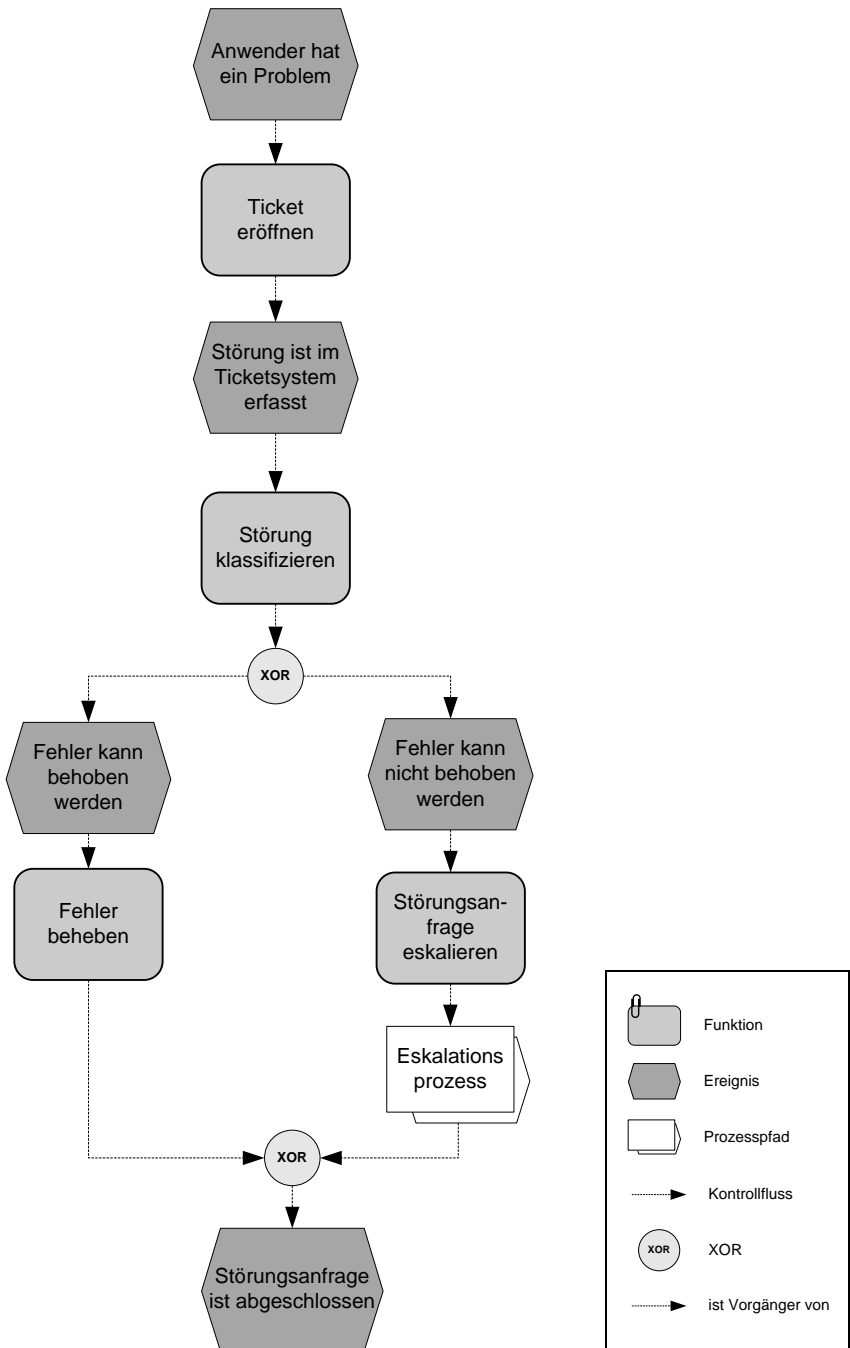 Anwender hat
ein Problem
Ticket
eröffnen
Störung ist im
Ticketsystem
erfasst
Störung
klassifizieren
XOR
Fehler kann
behoben
werden
Fehler kann
nicht behoben
werden
Fehler
beheben
Störungsan-
frage
eskalieren
Eskalations
prozess
XOR
Störungsanfrage
ist abgeschlossen
Funktion
Ereignis
Prozesspfad
Kontrollfluss
XOR
XOR
ist Vorgänger von